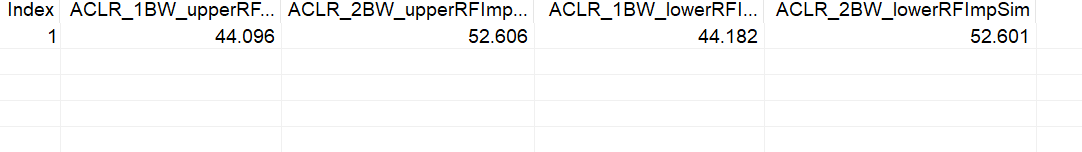 Index ACLR_1BW_upperRF... ACLR_2BW_upperRFImp... ACLR_1BW_lowerRFI... ACLR_2BW_lowerRFImpSim
1 44.096 52.606 44.182 52.601